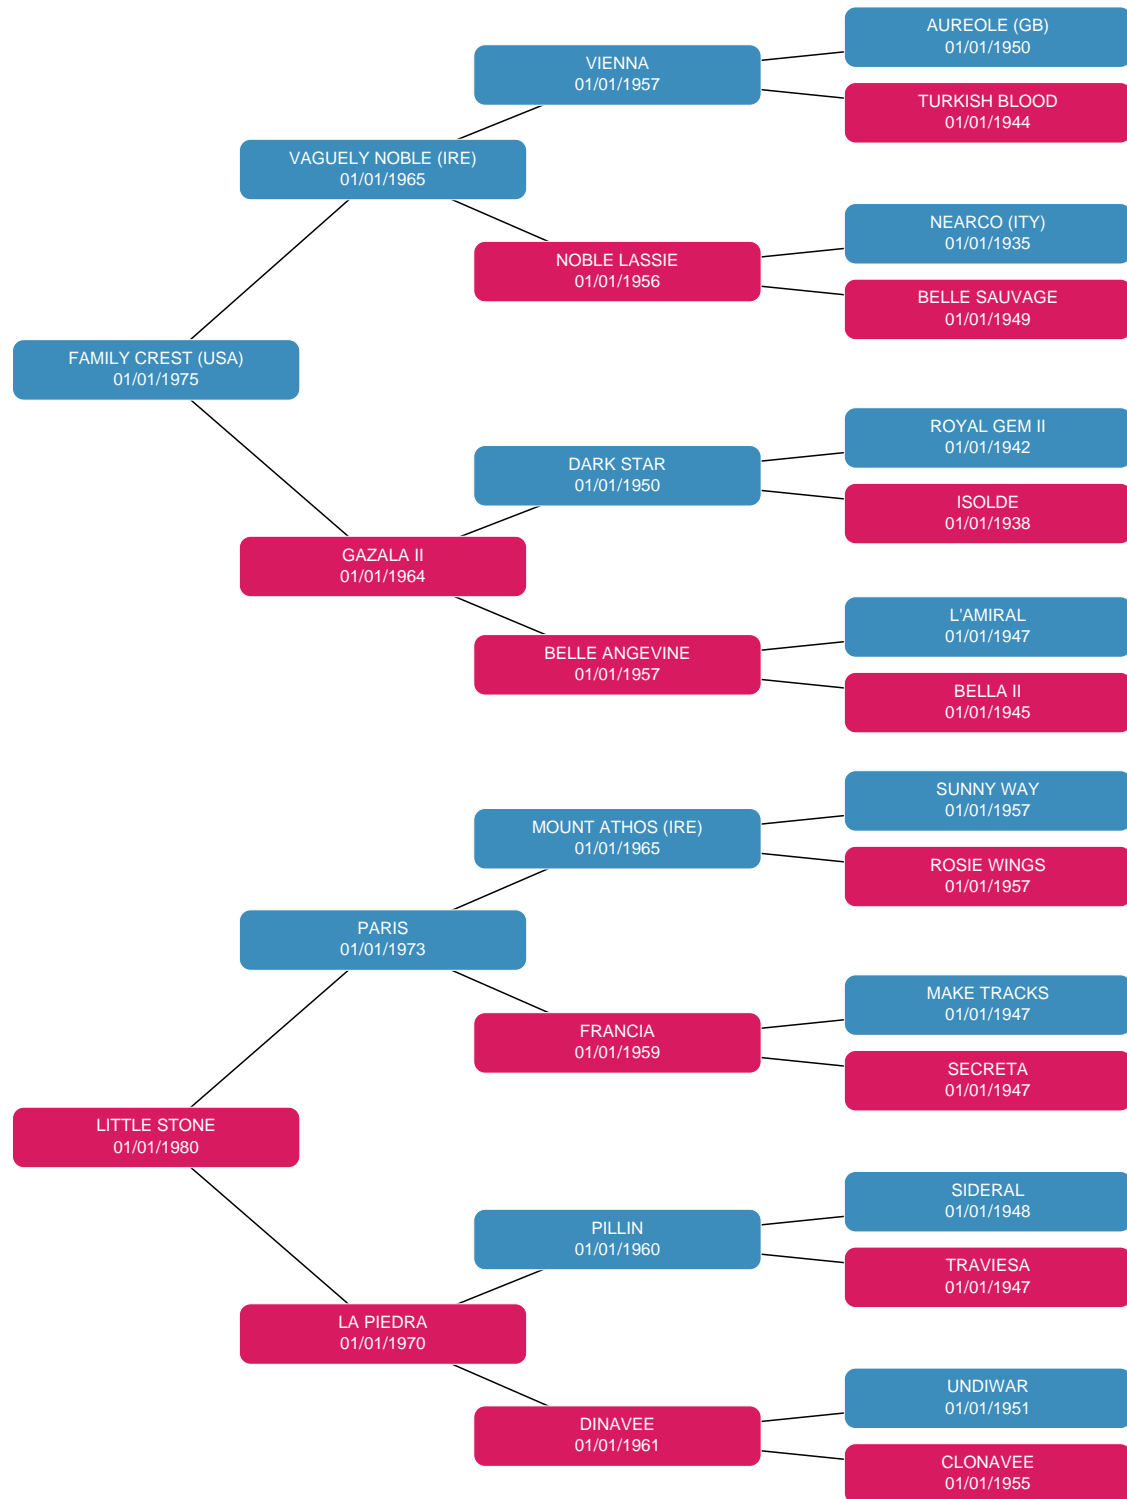 AUREOLE (GB)
01/01/1950
VIENNA
01/01/1957
TURKISH BLOOD
01/01/1944
VAGUELY NOBLE (IRE)
01/01/1965
NEARCO (ITY)
01/01/1935
NOBLE LASSIE
01/01/1956
BELLE SAUVAGE
01/01/1949
FAMILY CREST (USA)
01/01/1975
ROYAL GEM II
01/01/1942
DARK STAR
01/01/1950
ISOLDE
01/01/1938
GAZALA II
01/01/1964
L'AMIRAL
01/01/1947
BELLE ANGEVINE
01/01/1957
BELLA II
01/01/1945
SUNNY WAY
01/01/1957
MOUNT ATHOS (IRE)
01/01/1965
ROSIE WINGS
01/01/1957
PARIS
01/01/1973
MAKE TRACKS
01/01/1947
FRANCIA
01/01/1959
SECRETA
01/01/1947
LITTLE STONE
01/01/1980
SIDERAL
01/01/1948
PILLIN
01/01/1960
TRAVIESA
01/01/1947
LA PIEDRA
01/01/1970
UNDIWAR
01/01/1951
DINAVEE
01/01/1961
CLONAVEE
01/01/1955